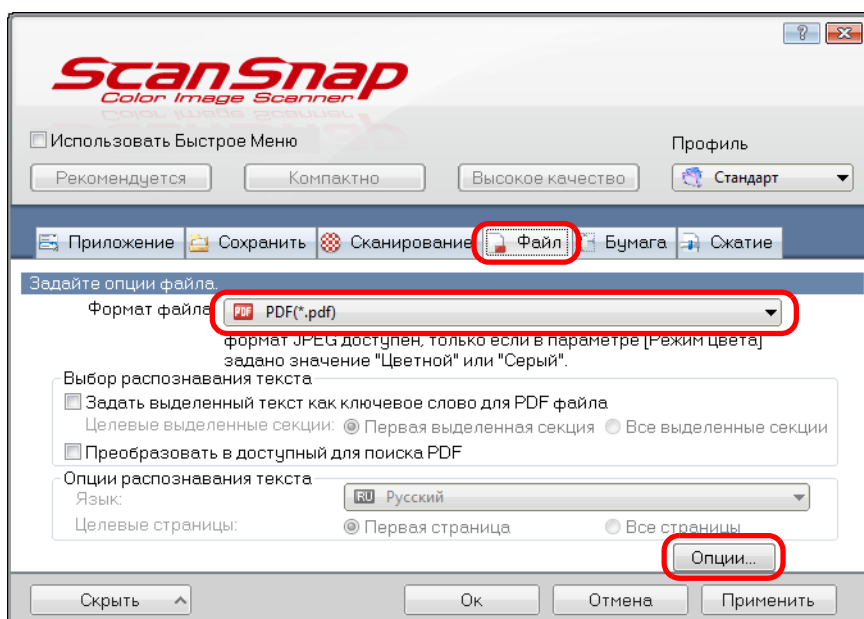 ScanSnap
Color Image Scanner
Использовать Быстрое Меню
Профиль
Рекомендуется Компактно Высокое качество Стандарт
Приложение Сохранить Сканирование Файл Бумага Сжатие
Задайте опции файла.
Формат файла PDF PDF(*.pdf)
формат JPEG доступен, только если в параметре [Режим цвета]
задано значение "Цветной" или "Серый".
Выбор распознавания текста
Задать выделенный текст как ключевое слово для PDF файла
Целевые выделенные секции: Первая выделенная секция Все выделенные секции
Преобразовать в доступный для поиска PDF
Опции распознавания текста
Язык: RU Русский
Целевые страницы: Первая страница Все страницы
Опции...
Скрыть Ок Отмена Применить